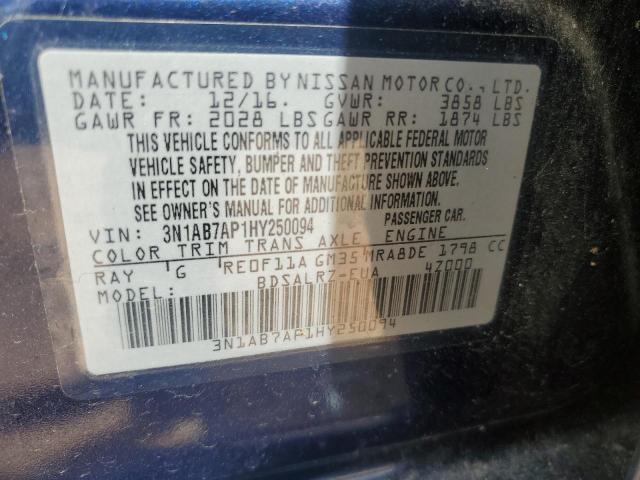 MANUFACTURED BY NISSAN MOTOR CO., LTD.
DATE: 12/16. GVWR: 3858 LBS
GAWR FR: 2028 LBS GAWR RR: 1874 LBS
THIS VEHICLE CONFORMS TO ALL APPLICABLE FEDERAL MOTOR
VEHICLE SAFETY, BUMPER AND THEFT PREVENTION STANDARDS
IN EFFECT ON THE DATE OF MANUFACTURE SHOWN ABOVE.
SEE OWNER'S MANUAL FOR ADDITIONAL INFORMATION.
VIN: 3N1AB7AP1HY250094 PASSENGER CAR.
COLOR TRIM TRANS AXLE ENGINE
RAY G RE0F11A GM35 MRA8DE 1798 CC
MODEL: BDSALRZ-EUA 4Z000
3N1AB7AP1HY250094